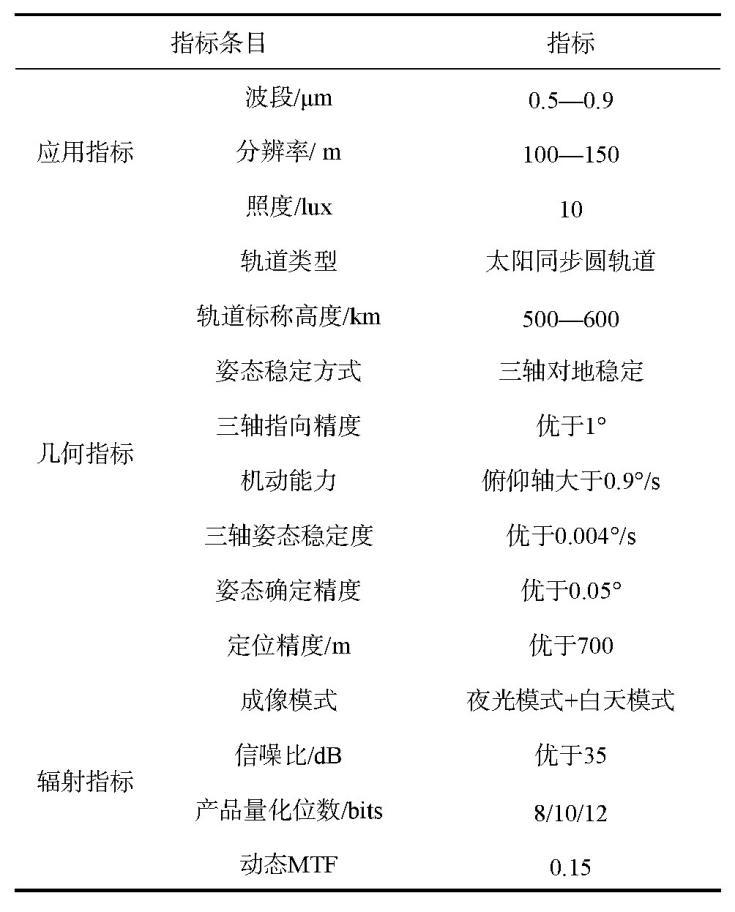 指标条目 指标
波段/μm 0.5—0.9
应用指标 分辨率/ m 100—150
照度/lux 10
轨道类型 太阳同步圆轨道
轨道标称高度/km 500—600
姿态稳定方式 三轴对地稳定
三轴指向精度 优于1°
几何指标
机动能力 俯仰轴大于0.9°/s
三轴姿态稳定度 优于0.004°/s
姿态确定精度 优于0.05°
定位精度/m 优于700
成像模式 夜光模式+白天模式
信噪比/dB 优于35
辐射指标
产品量化位数/bits 8/10/12
动态MTF 0.15